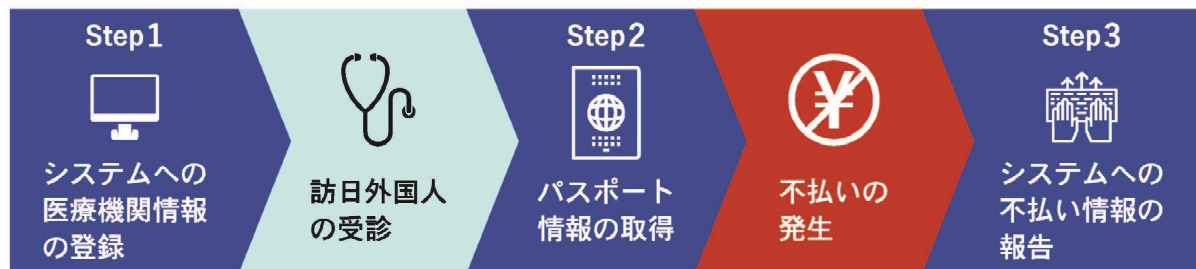 Step1
システムへの
医療機関情報
の登録
訪日外国人
の受診
Step2
パスポート
情報の取得
¥
不払いの
発生
Step3
システムへの
不払い情報の
報告